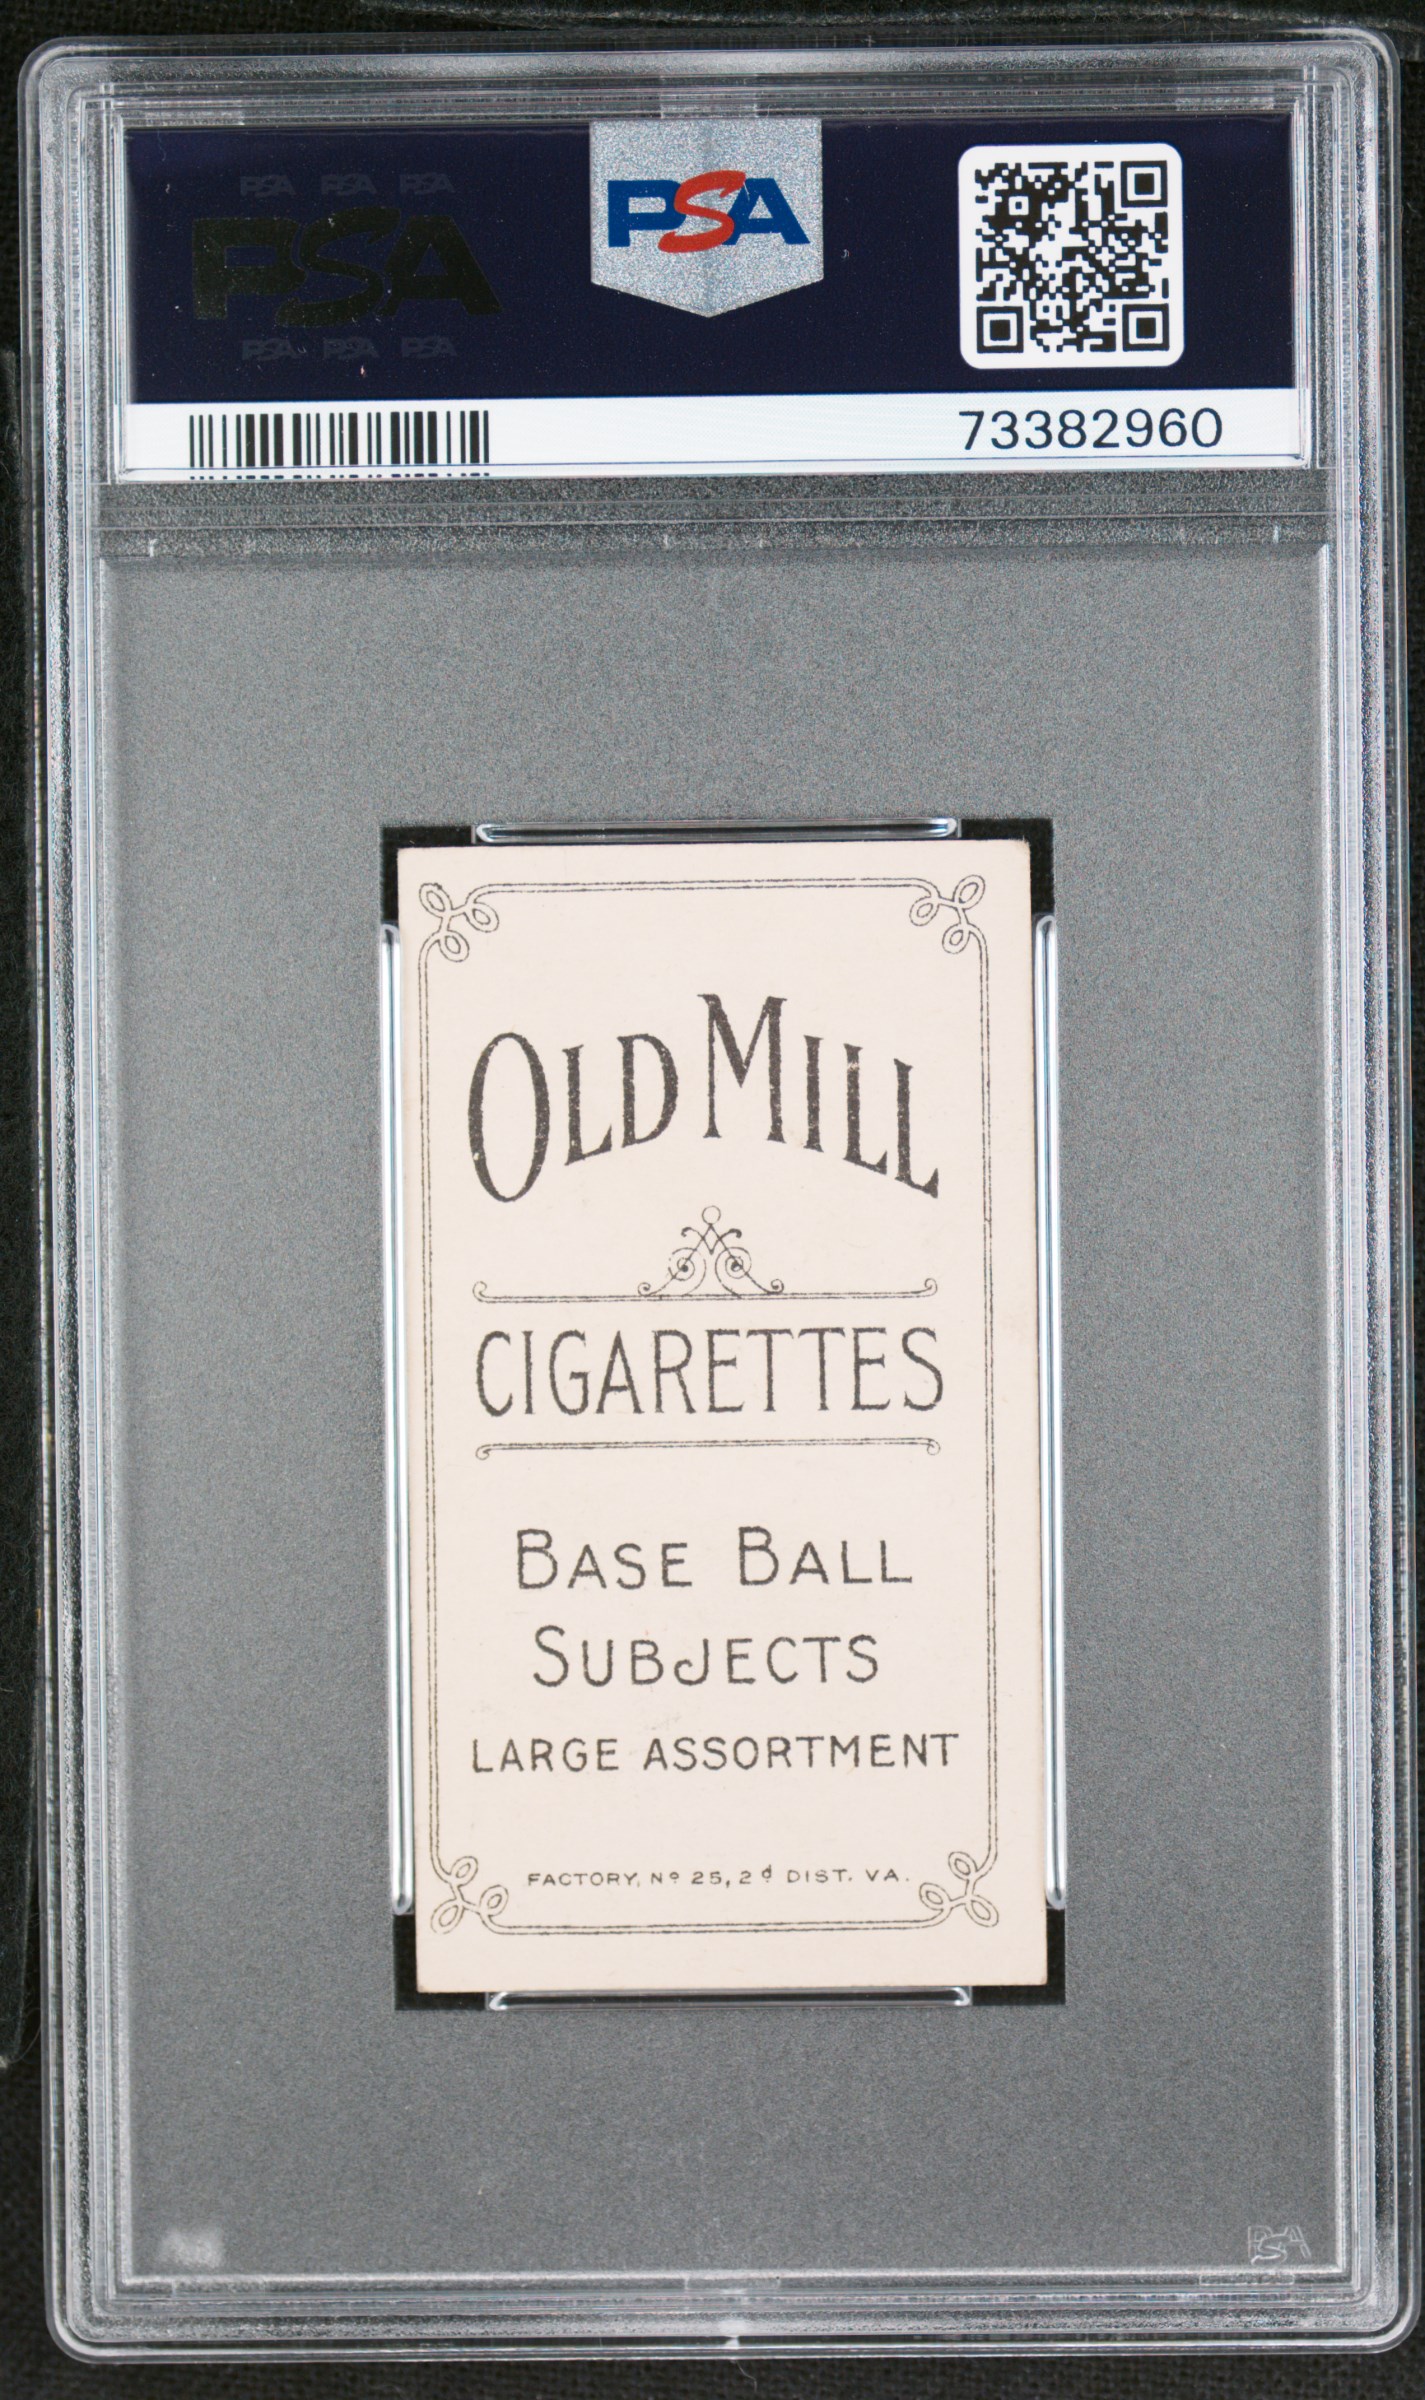 PSA PSA PSA
PSA
PSA PSA PSA
PSA
73382960
OLD MILL
CIGARETTES
BASE BALL
SUBJECTS
LARGE ASSORTMENT
FACTORY, Nº 25, 2d DIST. VA.
PSA